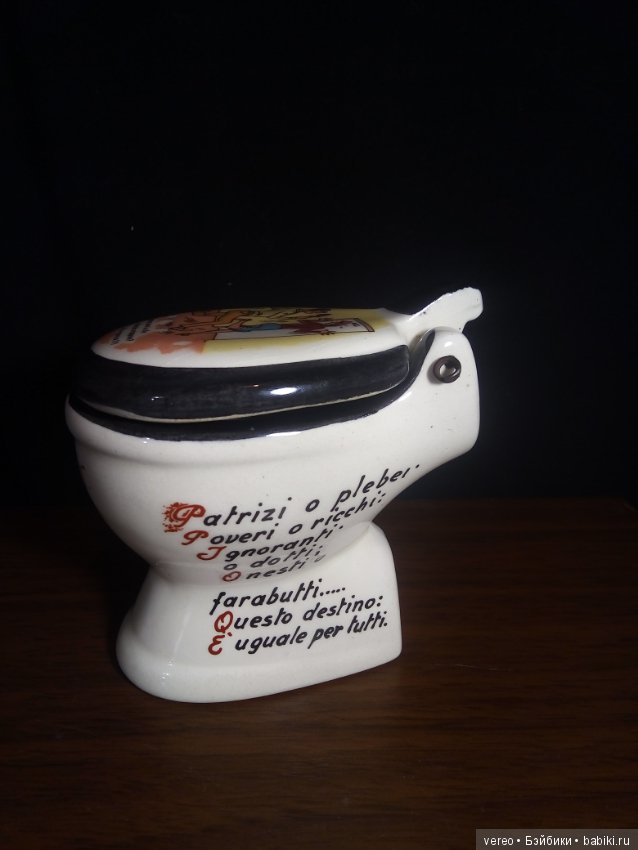 Patrizi o plebei.
Poveri o ricchi:
Ignoranti
o dotti;
Onesti o
farabutti.....
Questo destino:
È uguale per tutti.
vereo • Бэйбики • babiki.ru